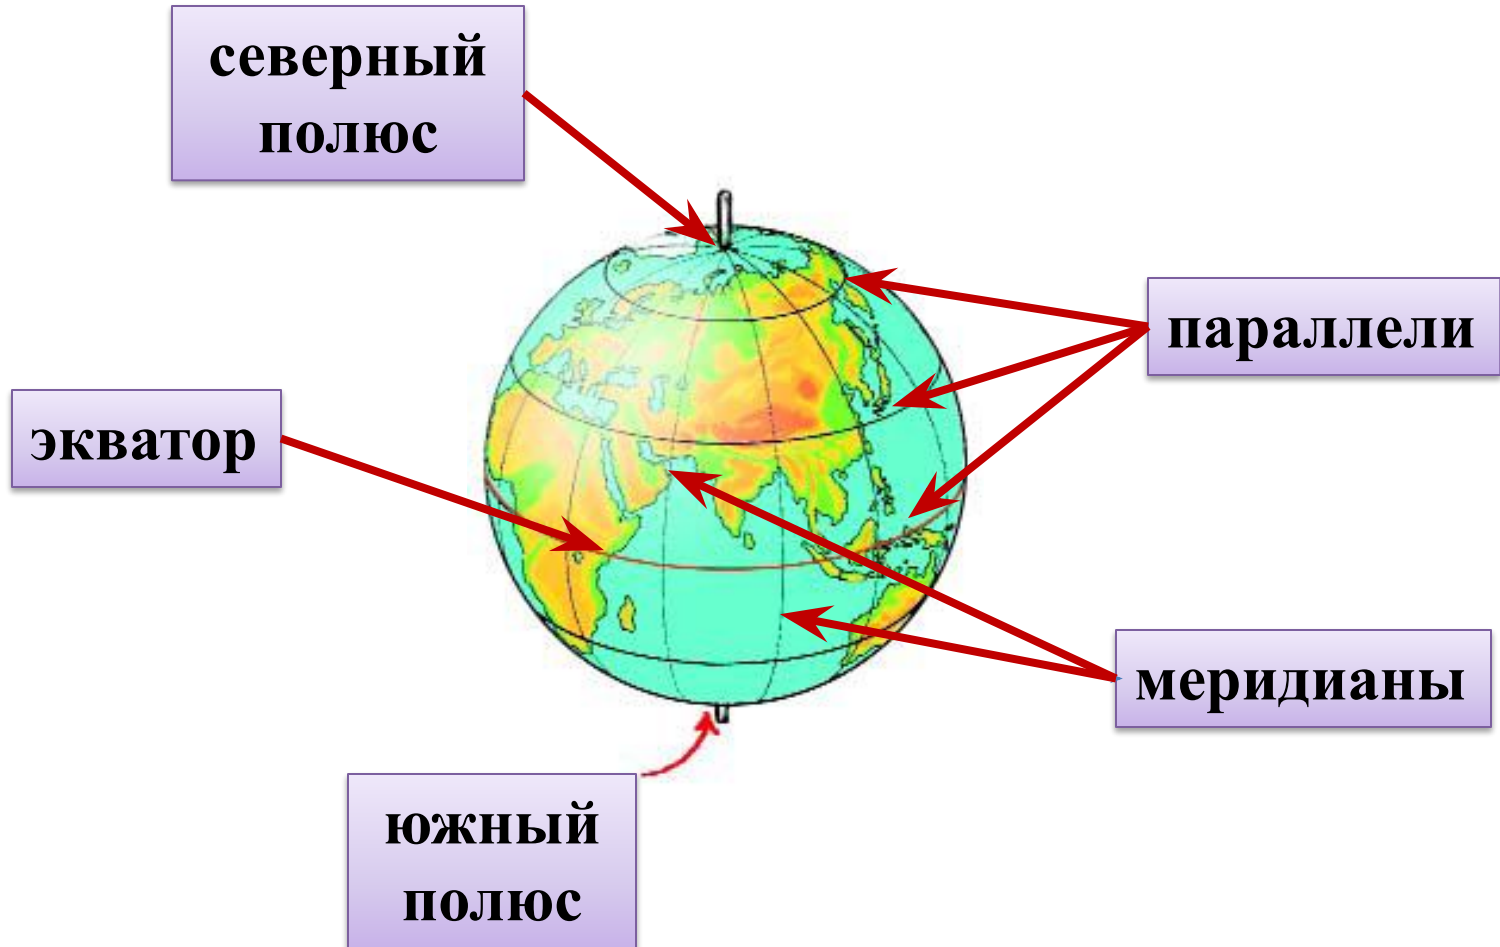 северный
полюс
параллели
экватор
меридианы
южный
полюс